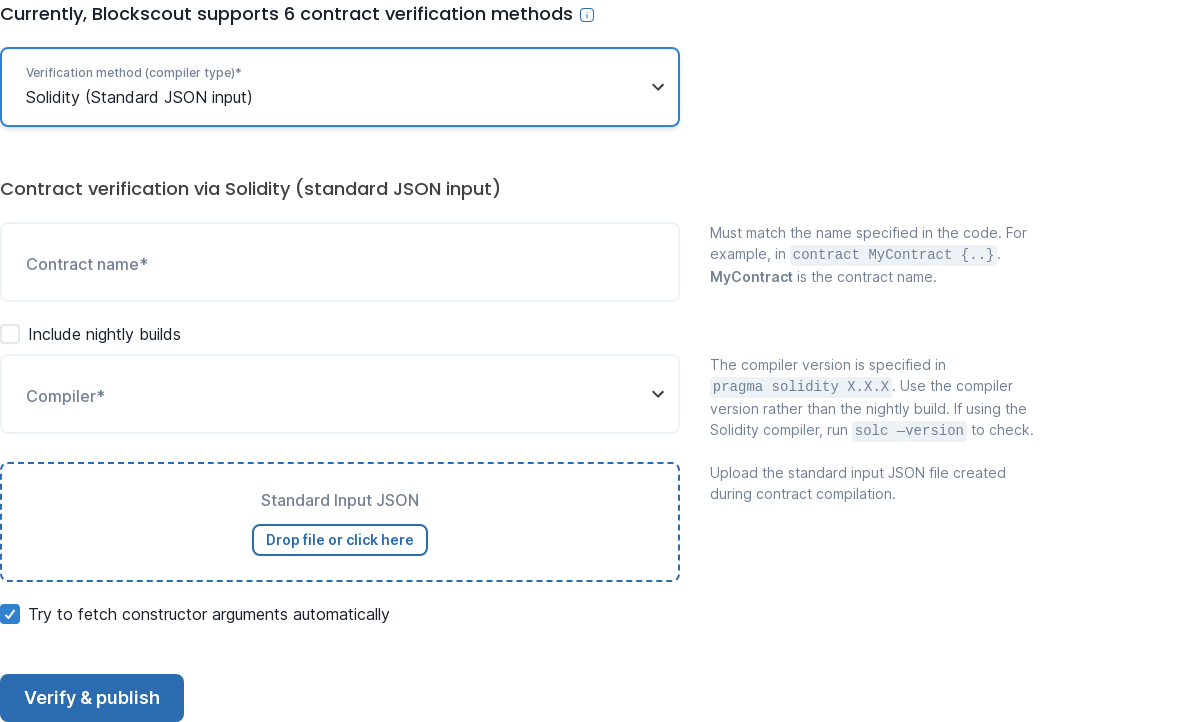 Currently, Blockscout supports 6 contract verification methods
Verification method (compiler type)*
Solidity (Standard JSON input)
Contract verification via Solidity (standard JSON input)
Contract name*
Must match the name specified in the code. For
example, in contract MyContract {..}.
MyContract is the contract name.
Include nightly builds
Compiler*
The compiler version is specified in
pragma solidity X.X.X. Use the compiler
version rather than the nightly build. If using the
Solidity compiler, run solc —version to check.
Standard Input JSON
Drop file or click here
Upload the standard input JSON file created
during contract compilation.
Try to fetch constructor arguments automatically
Verify & publish